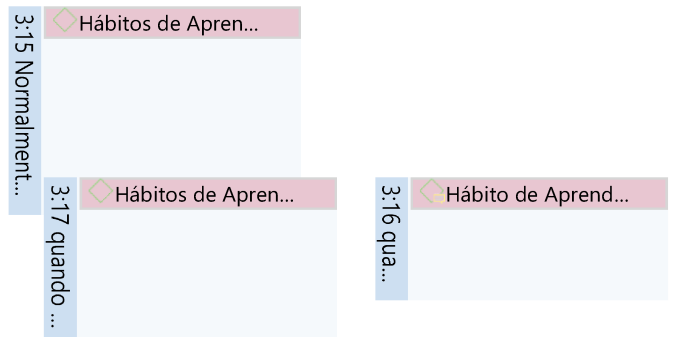 3:15 Normalment...
Hábitos de Apren...
3:17 quando ...
Hábitos de Apren...
3:16 qua...
Hábito de Aprend...